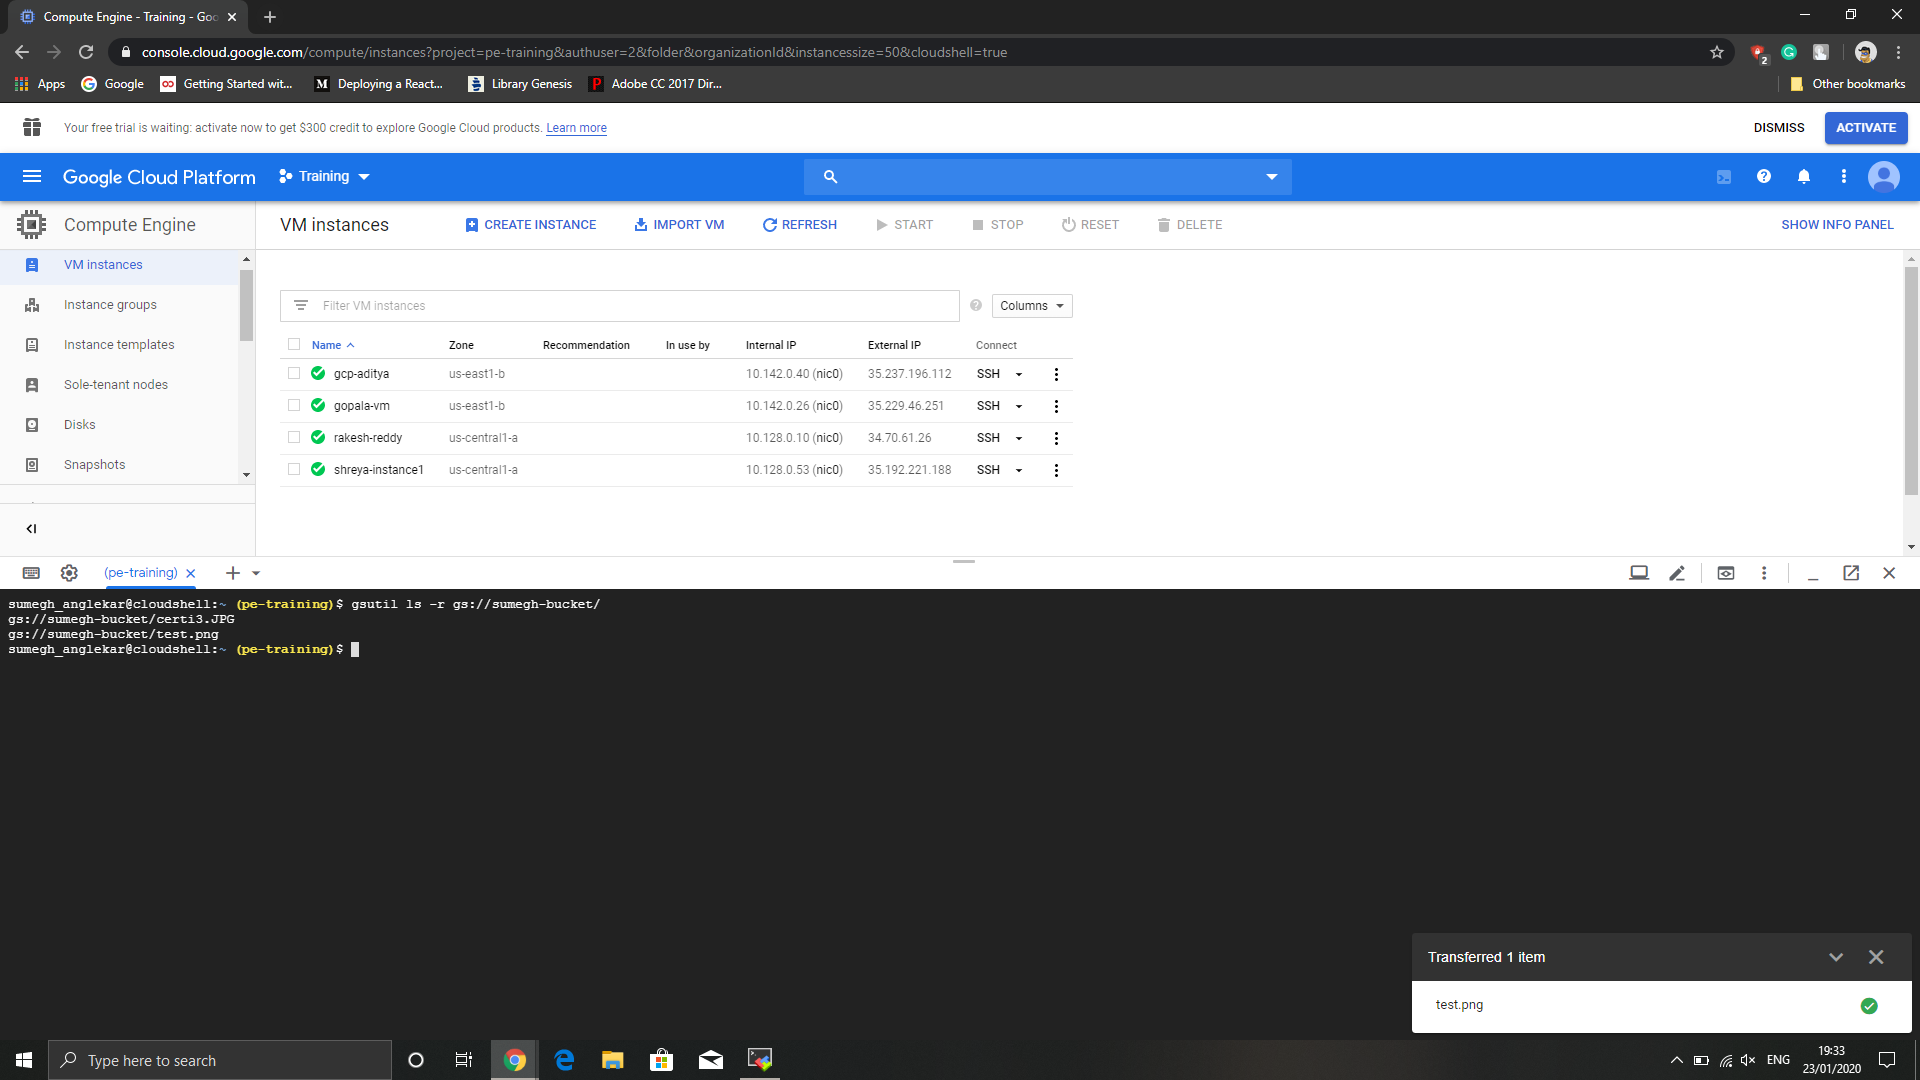 Compute Engine - Training - Goo
console.cloud.google.com/compute/instances?project=pe-training&authuser=2&folder&organizationId&instancessize=50&cloudshell=true
2
Apps Google Getting Started wit... Deploying a React... Library Genesis Adobe CC 2017 Dir... Other bookmarks
Your free trial is waiting: activate now to get $300 credit to explore Google Cloud products. Learn more DISMISS ACTIVATE
Google Cloud Platform Training
Compute Engine VM instances CREATE INSTANCE IMPORT VM REFRESH START STOP RESET DELETE SHOW INFO PANEL
VM instances
Instance groups
Instance templates
Sole-tenant nodes
Disks
Snapshots
Filter VM instances Columns
Name Zone Recommendation In use by Internal IP External IP Connect
gcp-aditya us-east1-b 10.142.0.40 (nic0) 35.237.196.112 SSH
gopala-vm us-east1-b 10.142.0.26 (nic0) 35.229.46.251 SSH
rakesh-reddy us-central1-a 10.128.0.10 (nic0) 34.70.61.26 SSH
shreya-instance1 us-central1-a 10.128.0.53 (nic0) 35.192.221.188 SSH
(pe-training)
sumegh_anglekar@cloudshell:~ (pe-training)$ gsutil ls -r gs://sumegh-bucket/
gs://sumegh-bucket/certi3.JPG
gs://sumegh-bucket/test.png
sumegh_anglekar@cloudshell:~ (pe-training)$
Transferred 1 item
test.png
Type here to search
ENG
19:33
23/01/2020